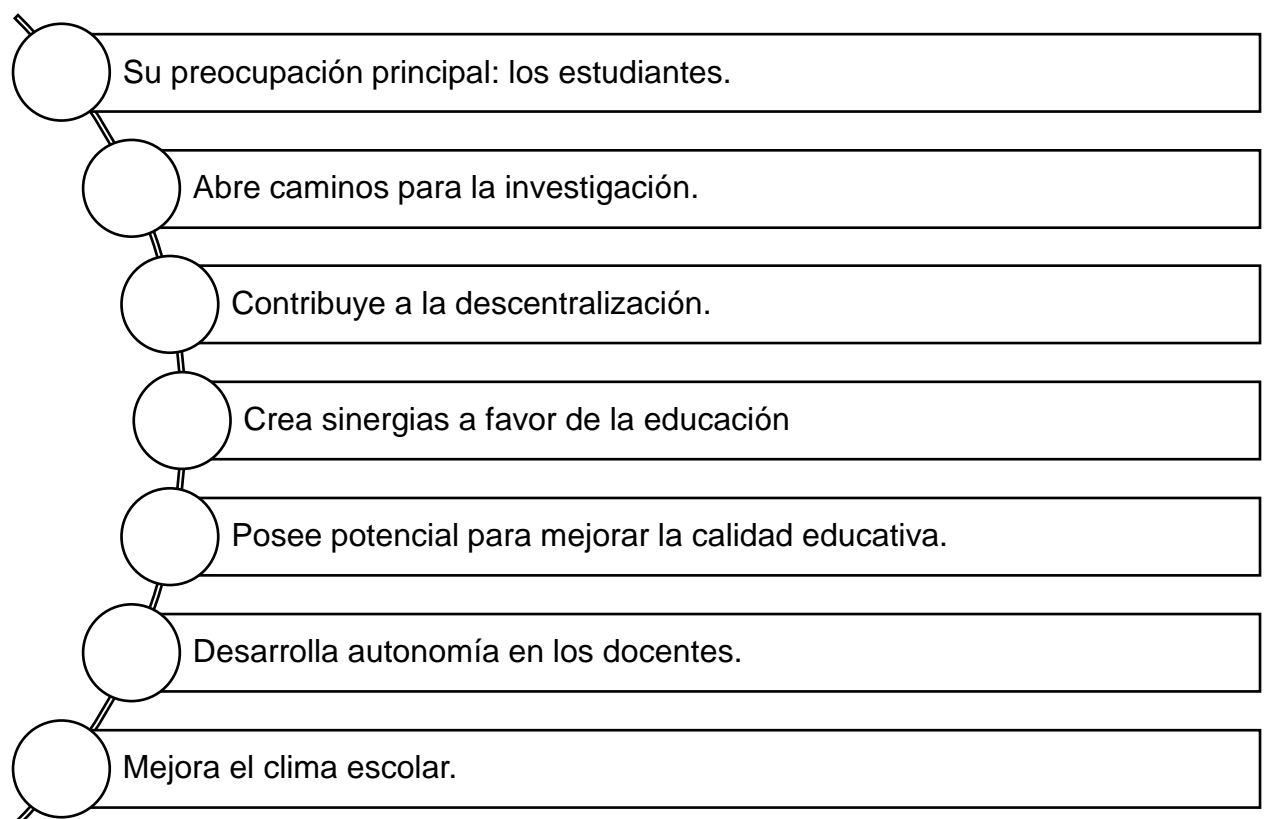 Su preocupación principal: los estudiantes.
Abre caminos para la investigación.
Contribuye a la descentralización.
Crea sinergias a favor de la educación
Posee potencial para mejorar la calidad educativa.
Desarrolla autonomía en los docentes.
Mejora el clima escolar.